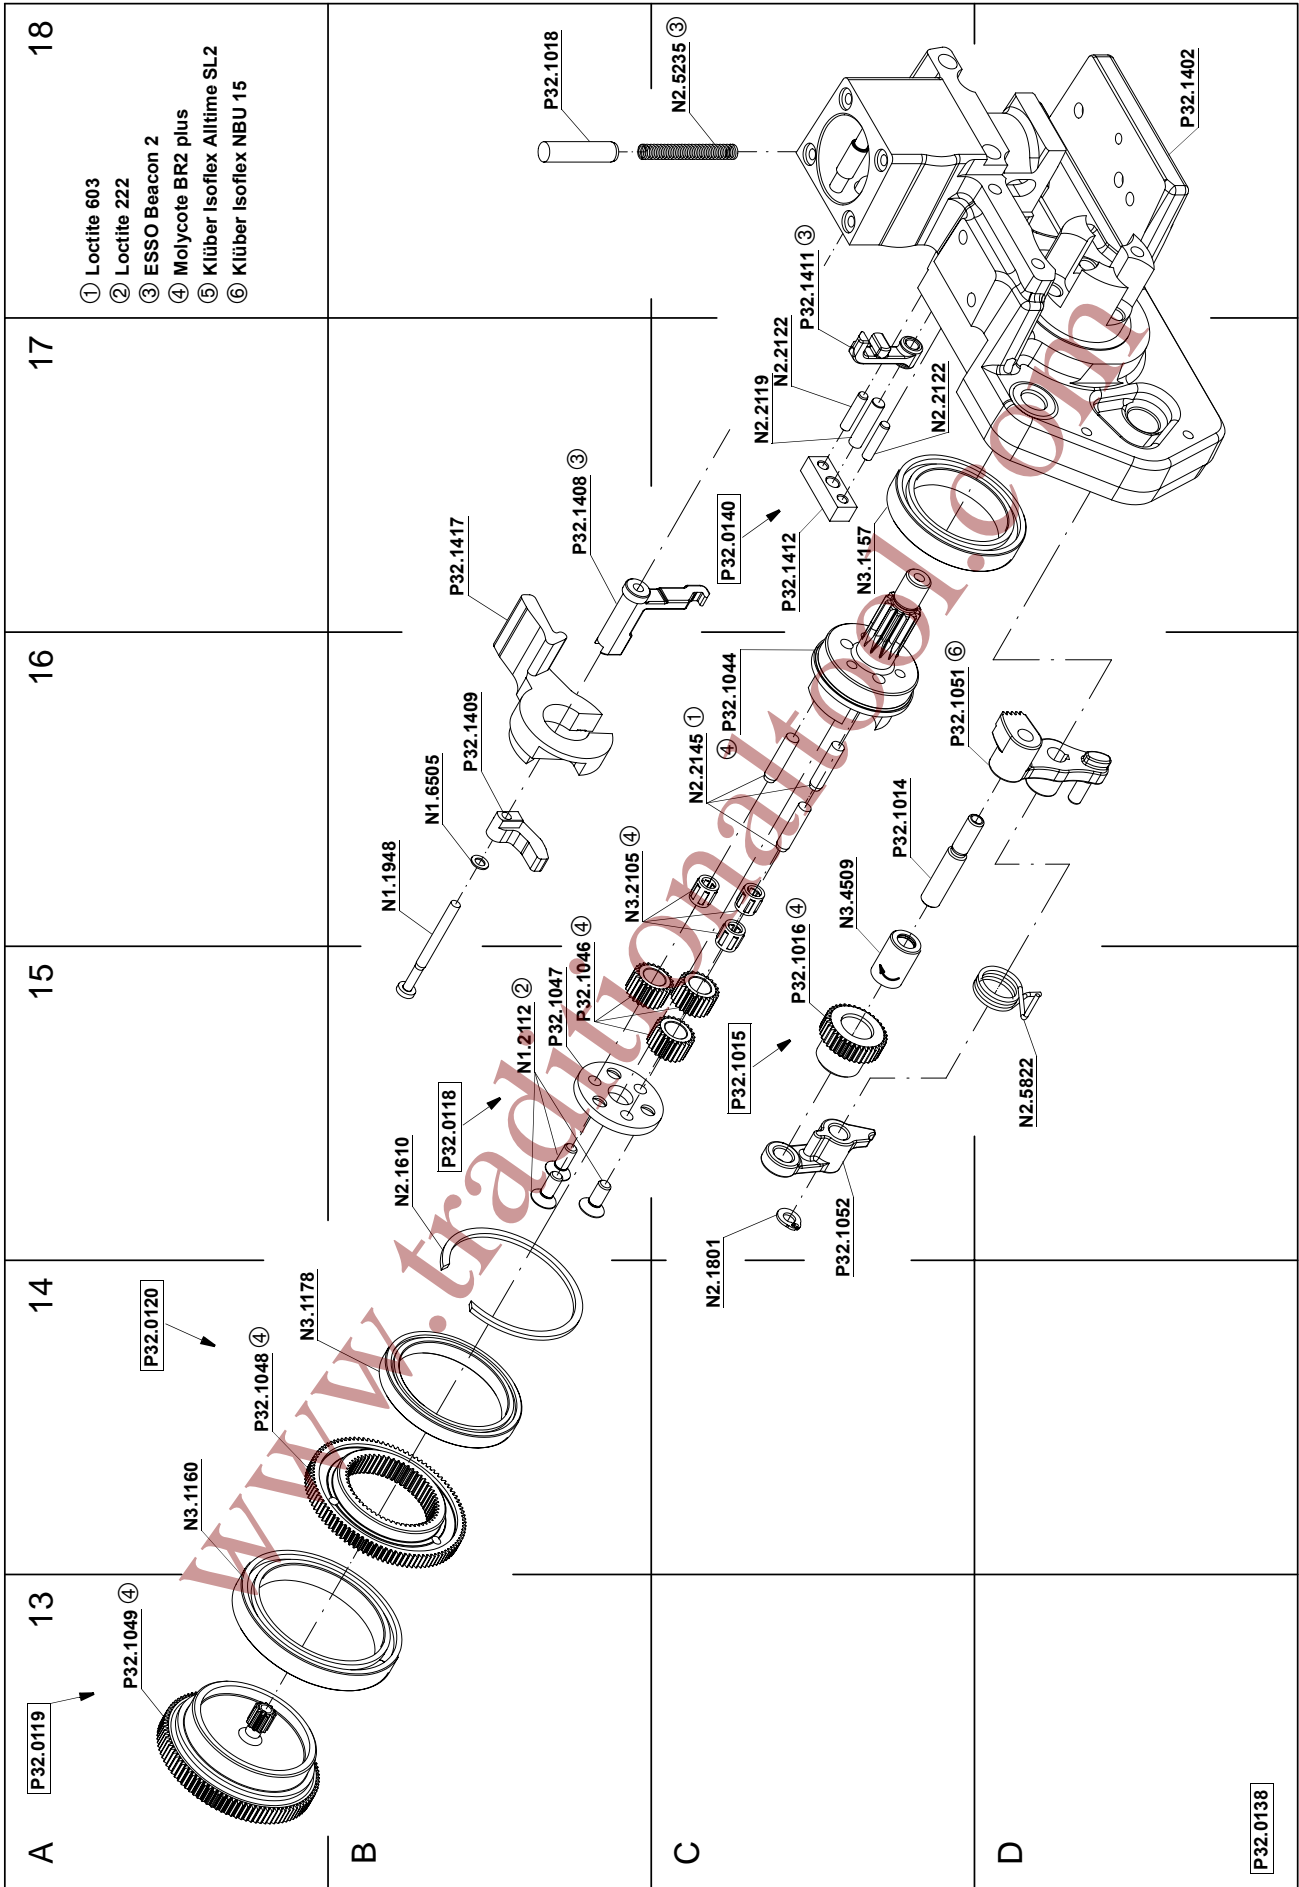 13
14
15
16
17
18
A
B
C
D
① Loctite 603
② Loctite 222
③ ESSO Beacon 2
④ Molycote BR2 plus
⑤ Klüber Isoflex Alltime SL2
⑥ Klüber Isoflex NBU 15
P32.0119
P32.1049 ④
N3.1160
P32.1048 ④
P32.0120
N3.1178
N2.1610
P32.0118
N1.2112 ②
P32.1047
P32.1046 ④
N3.2105 ④
N2.2145 ①
④ P32.1044
N1.1948
N1.6505
P32.1409
P32.1417
P32.1408 ③
P32.0140
P32.1412
N3.1157
N2.2119
N2.2122
N2.2122
P32.1411 ③
P32.1018
N2.5235 ③
P32.1402
N2.1801
P32.1052
P32.1015
P32.1016 ④
N3.4509
P32.1014
P32.1051 ⑥
N2.5822
P32.0138
www.traditionaltool.com